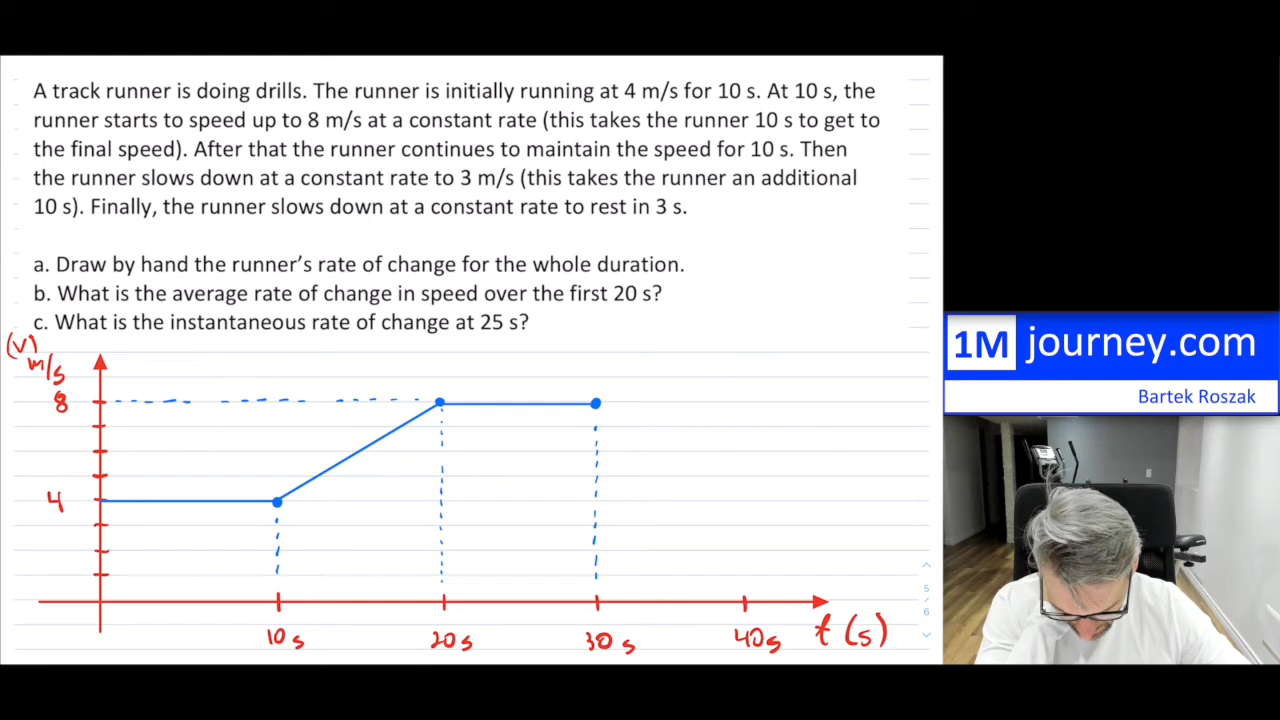 A track runner is doing drills. The runner is initially running at 4 m/s for 10 s. At 10 s, the
runner starts to speed up to 8 m/s at a constant rate (this takes the runner 10 s to get to
the final speed). After that the runner continues to maintain the speed for 10 s. Then
the runner slows down at a constant rate to 3 m/s (this takes the runner an additional
10 s). Finally, the runner slows down at a constant rate to rest in 3 s.
a. Draw by hand the runner's rate of change for the whole duration.
b. What is the average rate of change in speed over the first 20 s?
c. What is the instantaneous rate of change at 25 s?
(v)
m/s
8
4
10s
20s
30s
40s
t (s)
5
/
6
1M journey.com
Bartek Roszak